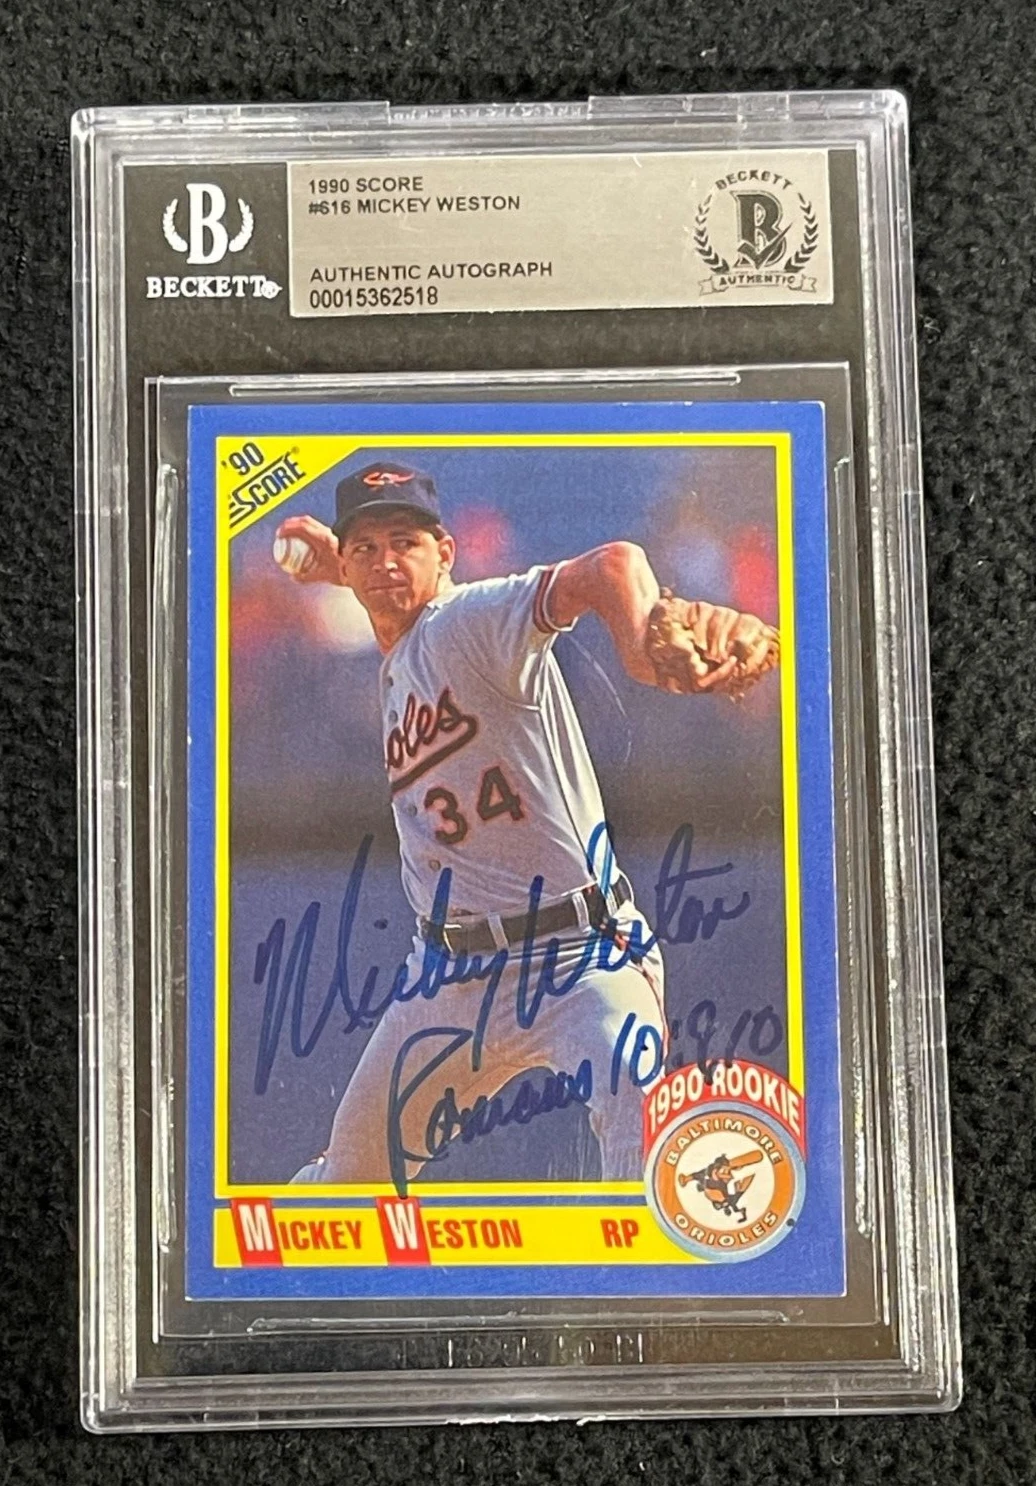 B
BECKETT®
1990 SCORE
#616 MICKEY WESTON
AUTHENTIC AUTOGRAPH
00015362518
BECKETT
B
AUTHENTIC
'90
SCORE®
oles
34
Mickey Weston
Romans 10:9,10
1990 ROOKIE
BALTIMORE
ORIOLES
MICKEY WESTON RP